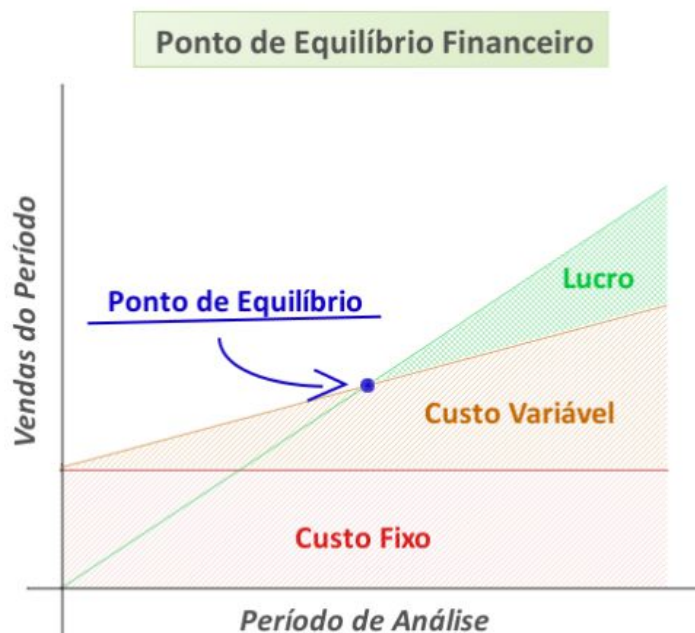 Ponto de Equilíbrio Financeiro
Vendas do Período
Lucro
Ponto de Equilíbrio
Custo Variável
Custo Fixo
Período de Análise